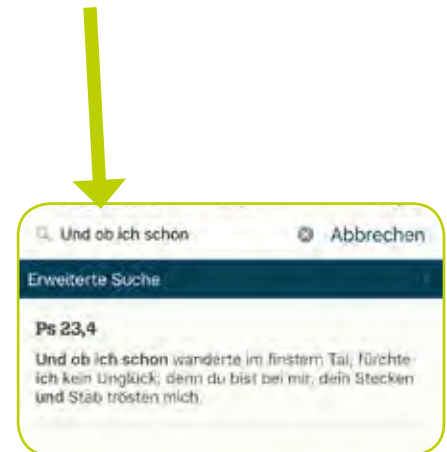 Und ob ich schon
Abbrechen
Erweiterte Suche
Ps 23,4
Und ob ich schon wanderte im finstern Tal, fürchte
ich kein Unglück; denn du bist bei mir, dein Stecken
und Stab trösten mich.